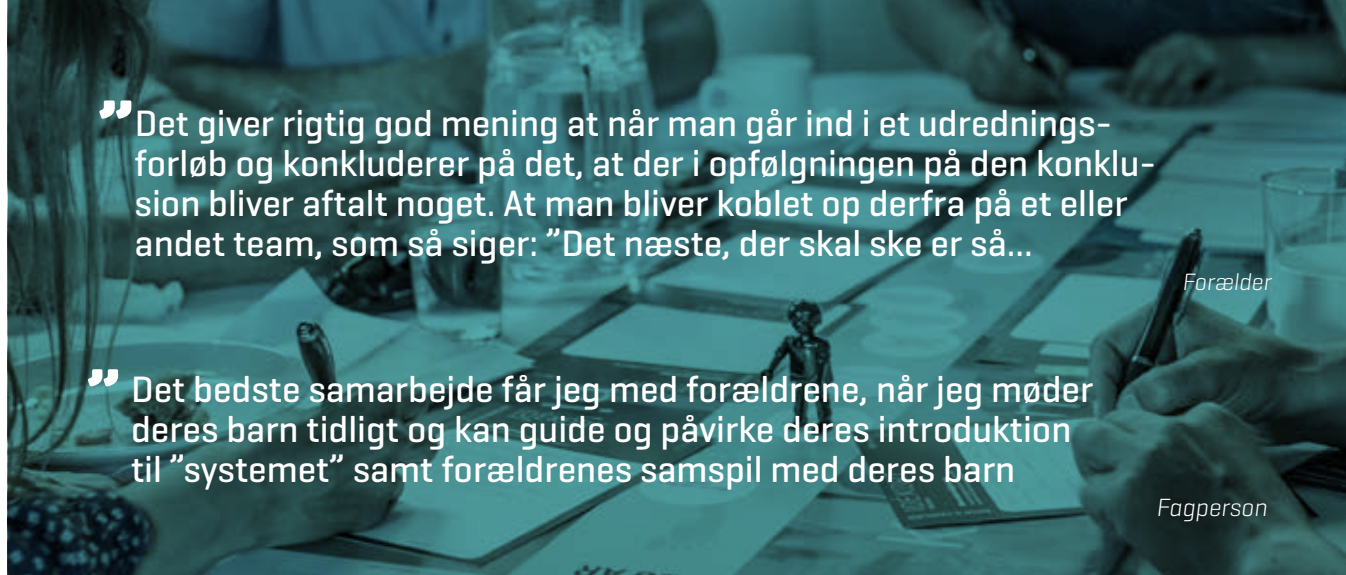 ”Det giver rigtig god mening at når man går ind i et udrednings-
forløb og konkluderer på det, at der i opfølgningen på den konklu-
sion bliver aftalt noget. At man bliver koblet op derfra på et eller
andet team, som så siger: ”Det næste, der skal ske er så...
Forælder
” Det bedste samarbejde får jeg med forældrene, når jeg møder
deres barn tidligt og kan guide og påvirke deres introduktion
til ”systemet” samt forældrenes samspil med deres barn
Fagperson